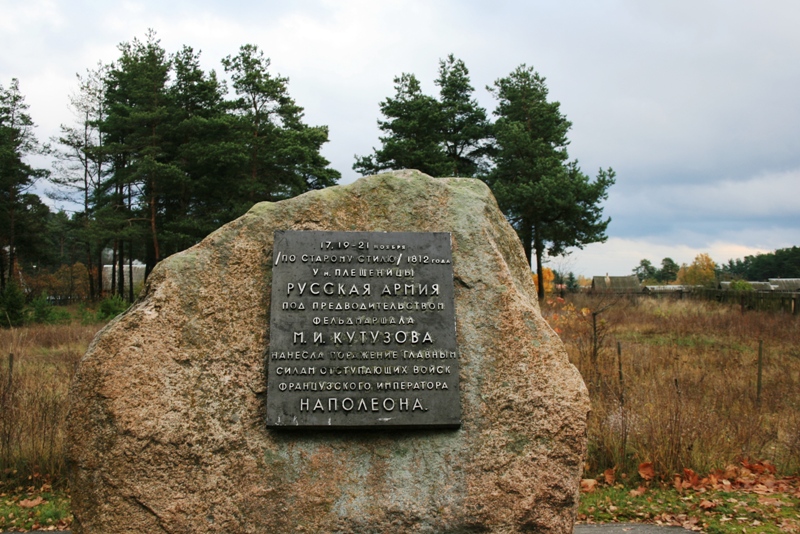 17, 19-21 НОЯБРЯ
/ПО СТАРОМУ СТИЛЮ/ 1812 ГОДА
У М. ПЛЕЩЕНИЦЫ
РУССКАЯ АРМИЯ
ПОД ПРЕДВОДИТЕЛЬСТВОМ
ФЕЛЬДМАРШАЛА
М. И. КУТУЗОВА
НАНЕСЛА ПОРАЖЕНИЕ ГЛАВНЫМ
СИЛАМ ОТСТУПАЮЩИХ ВОЙСК
ФРАНЦУЗСКОГО ИМПЕРАТОРА
НАПОЛЕОНА.